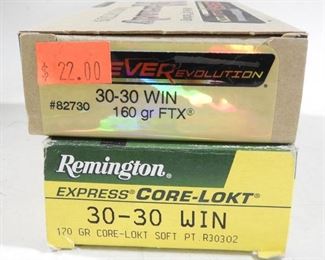 22.00
EVEREVOLUTION
#82730
30-30 WIN
160 gr FTX®
Remington®
EXPRESS® CORE-LOKT®
30-30 WIN
170 GR CORE-LOKT SOFT PT. R30302